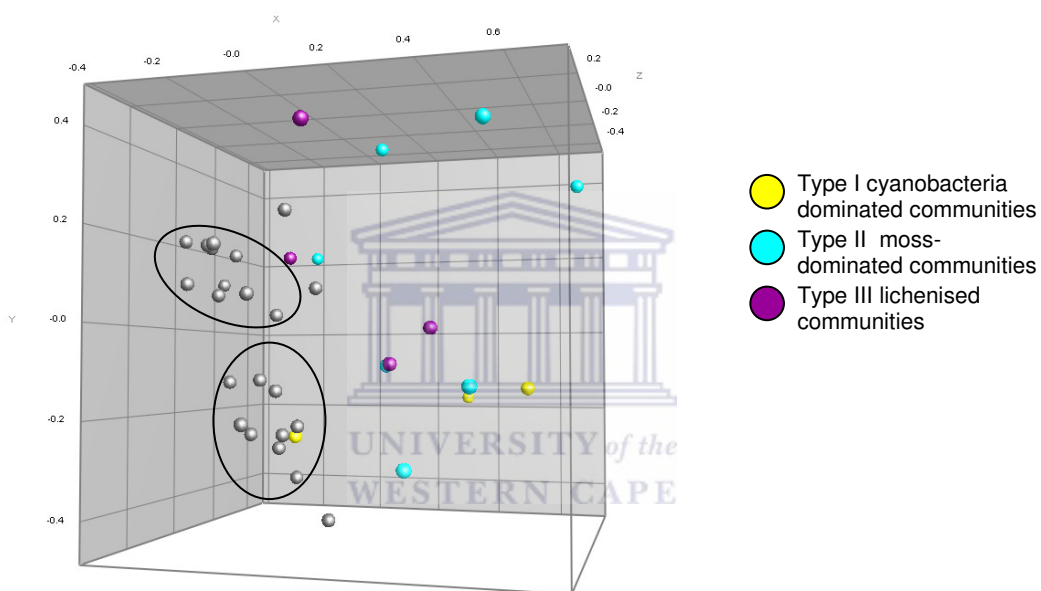 X
-0.4
-0.2
-0.0
0.2
0.4
0.6
0.2
Z
-0.0
-0.2
-0.4
0.4
0.2
Y
-0.0
-0.2
-0.4
UNIVERSITY of the
WESTERN CAPE
Type I cyanobacteria
dominated communities
Type II moss-
dominated communities
Type III lichenised
communities